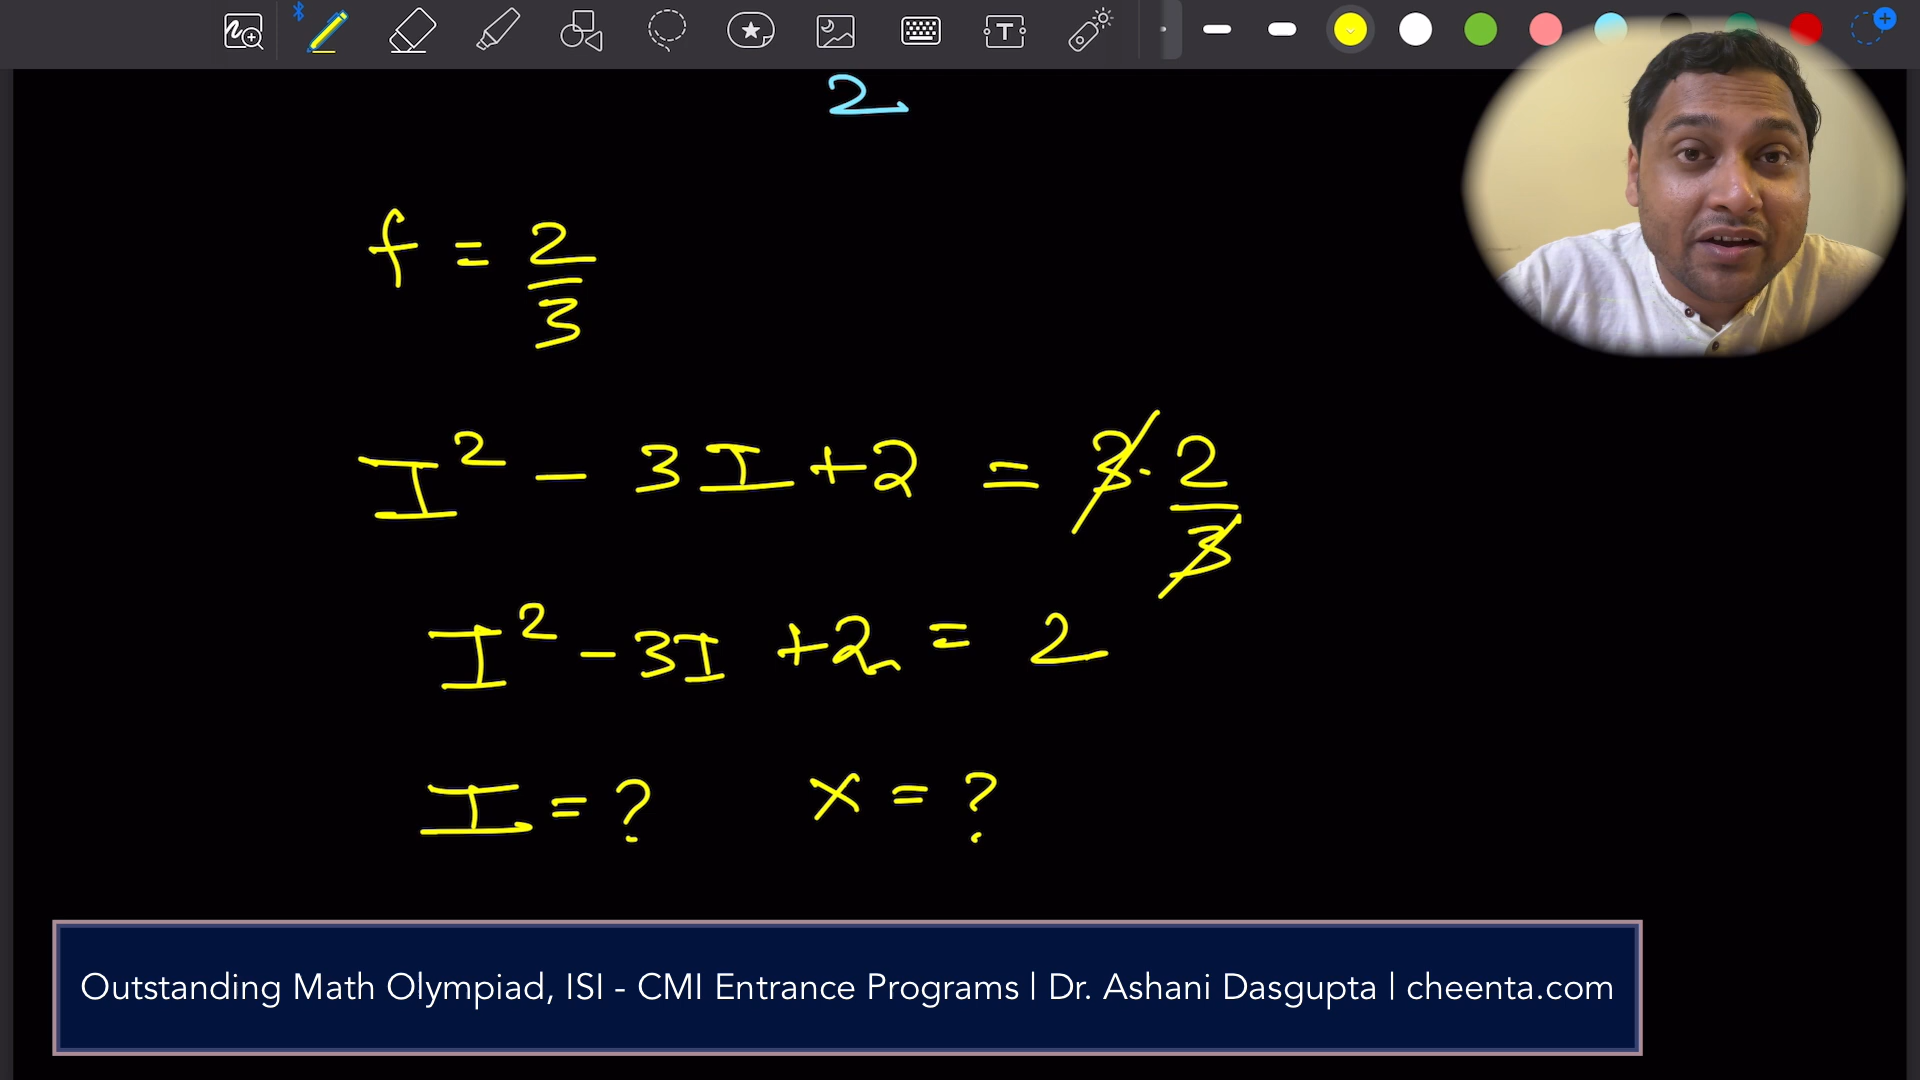 2
f = 2/3
I² - 3I + 2 = 3 · 2/3
I² - 3I + 2 = 2
I = ? x = ?
Outstanding Math Olympiad, ISI - CMI Entrance Programs | Dr. Ashani Dasgupta | cheenta.com